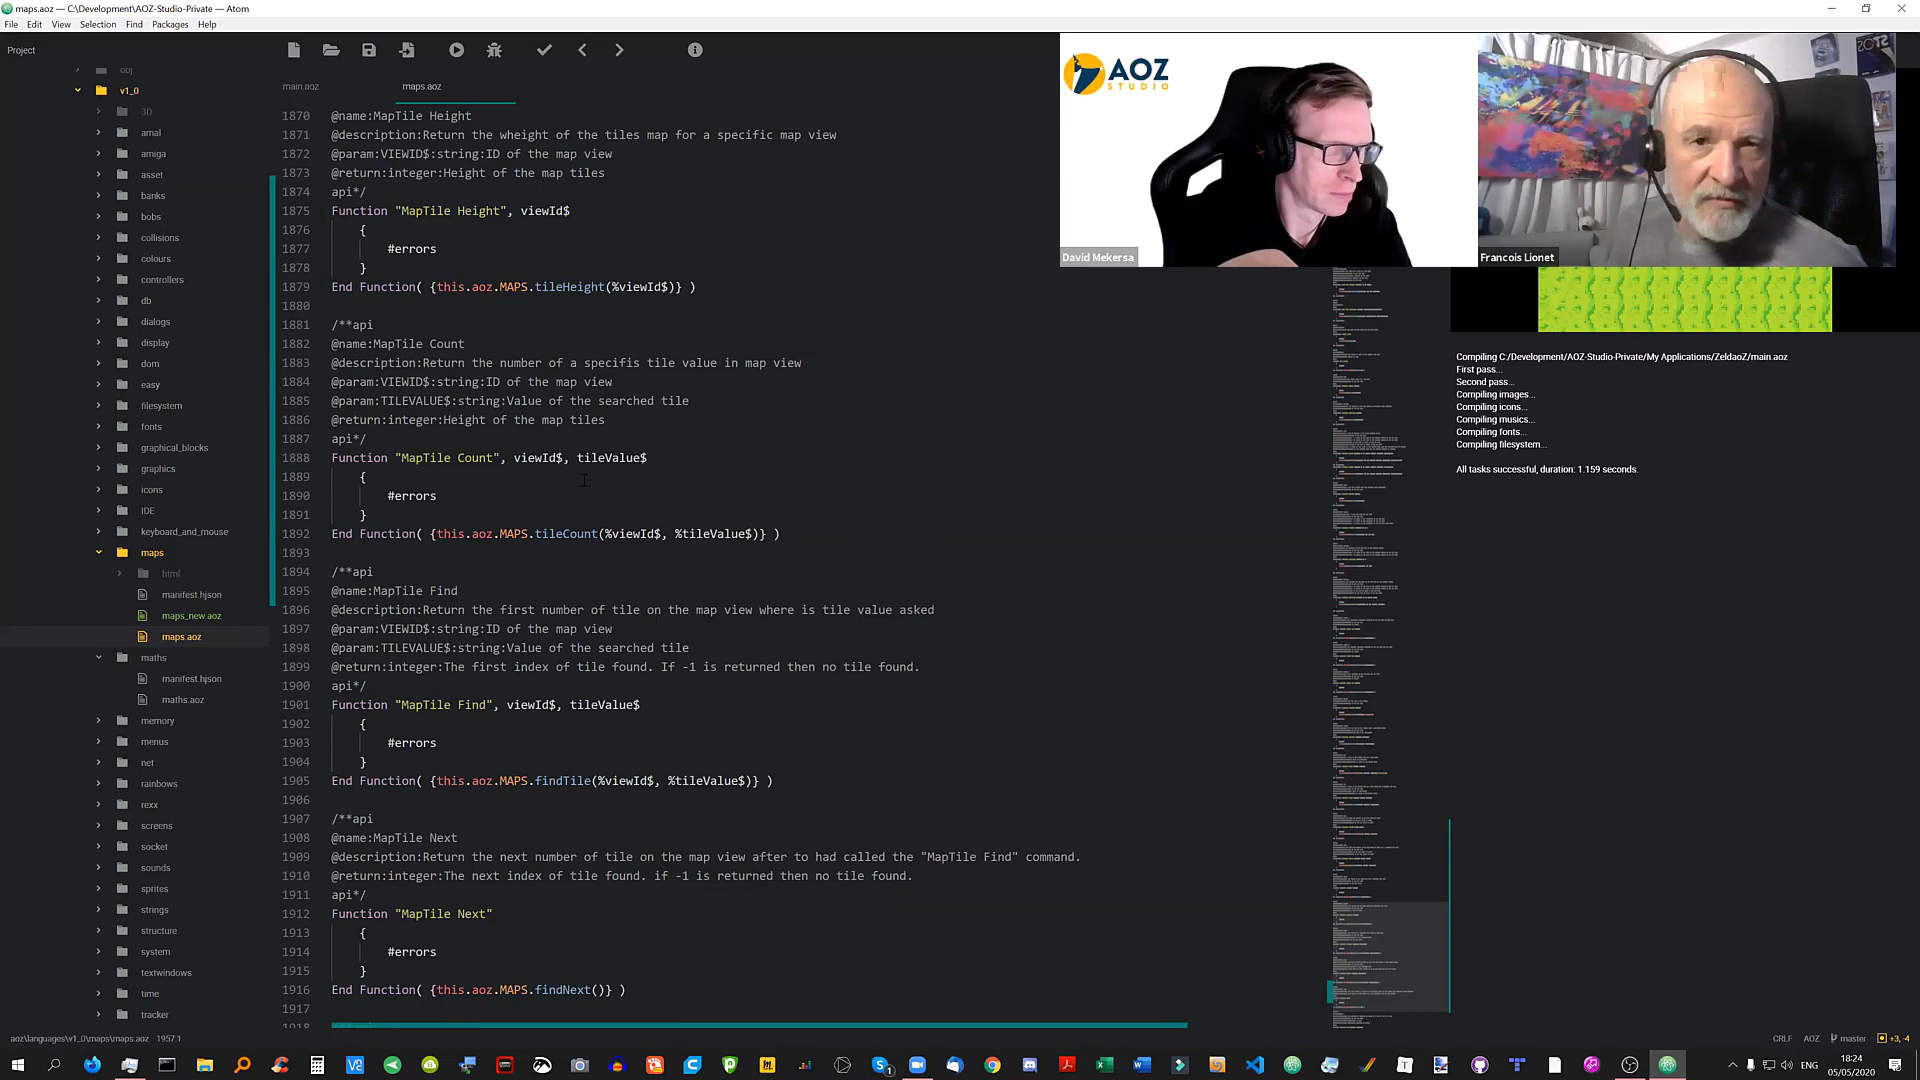 maps.aoz — C:\Development\AOZ-Studio-Private — Atom
File Edit View Selection Find Packages Help
Project
main.aoz
maps.aoz
obj
v1_0
3D
amal
amiga
asset
banks
bobs
collisions
colours
controllers
db
dialogs
display
dom
easy
filesystem
fonts
graphical_blocks
graphics
icons
IDE
keyboard_and_mouse
maps
html
manifest.hjson
maps_new.aoz
maps.aoz
maths
manifest.hjson
maths.aoz
memory
menus
net
rainbows
rexx
screens
socket
sounds
sprites
strings
structure
system
textwindows
time
tracker
1870 @name:MapTile Height
1871 @description:Return the wheight of the tiles map for a specific map view
1872 @param:VIEWID$:string:ID of the map view
1873 @return:integer:Height of the map tiles
1874 api*/
1875 Function "MapTile Height", viewId$
1876 {
1877 #errors
1878 }
1879 End Function( {this.aoz.MAPS.tileHeight(%viewId$)} )
1880
1881 /**api
1882 @name:MapTile Count
1883 @description:Return the number of a specifis tile value in map view
1884 @param:VIEWID$:string:ID of the map view
1885 @param:TILEVALUE$:string:Value of the searched tile
1886 @return:integer:Height of the map tiles
1887 api*/
1888 Function "MapTile Count", viewId$, tileValue$
1889 {
1890 #errors
1891 }
1892 End Function( {this.aoz.MAPS.tileCount(%viewId$, %tileValue$)} )
1893
1894 /**api
1895 @name:MapTile Find
1896 @description:Return the first number of tile on the map view where is tile value asked
1897 @param:VIEWID$:string:ID of the map view
1898 @param:TILEVALUE$:string:Value of the searched tile
1899 @return:integer:The first index of tile found. If -1 is returned then no tile found.
1900 api*/
1901 Function "MapTile Find", viewId$, tileValue$
1902 {
1903 #errors
1904 }
1905 End Function( {this.aoz.MAPS.findTile(%viewId$, %tileValue$)} )
1906
1907 /**api
1908 @name:MapTile Next
1909 @description:Return the next number of tile on the map view after to had called the "MapTile Find" command.
1910 @return:integer:The next index of tile found. if -1 is returned then no tile found.
1911 api*/
1912 Function "MapTile Next"
1913 {
1914 #errors
1915 }
1916 End Function( {this.aoz.MAPS.findNext()} )
1917
1918 /**api
AOZ
STUDIO
David Mekersa
STOS
Francois Lionet
Compiling C:/Development/AOZ-Studio-Private/My Applications/ZeldaoZ/main.aoz
First pass...
Second pass...
Compiling images...
Compiling icons...
Compiling musics...
Compiling fonts...
Compiling filesystem...
All tasks successful, duration: 1.159 seconds.
aoz\languages\v1_0\maps\maps.aoz 1957:1
CRLF AOZ master +3, -4
ENG
18:24
05/05/2020